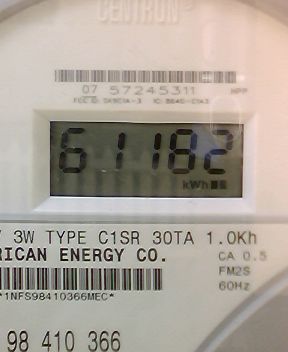 CENTRON
07 57245311
61182
kWh
3W TYPE C1SR 30TA 1.0Kh
RICAN ENERGY CO.
CA 0.5
FM2S
60Hz
*1NFS98410366MEC*
98 410 366